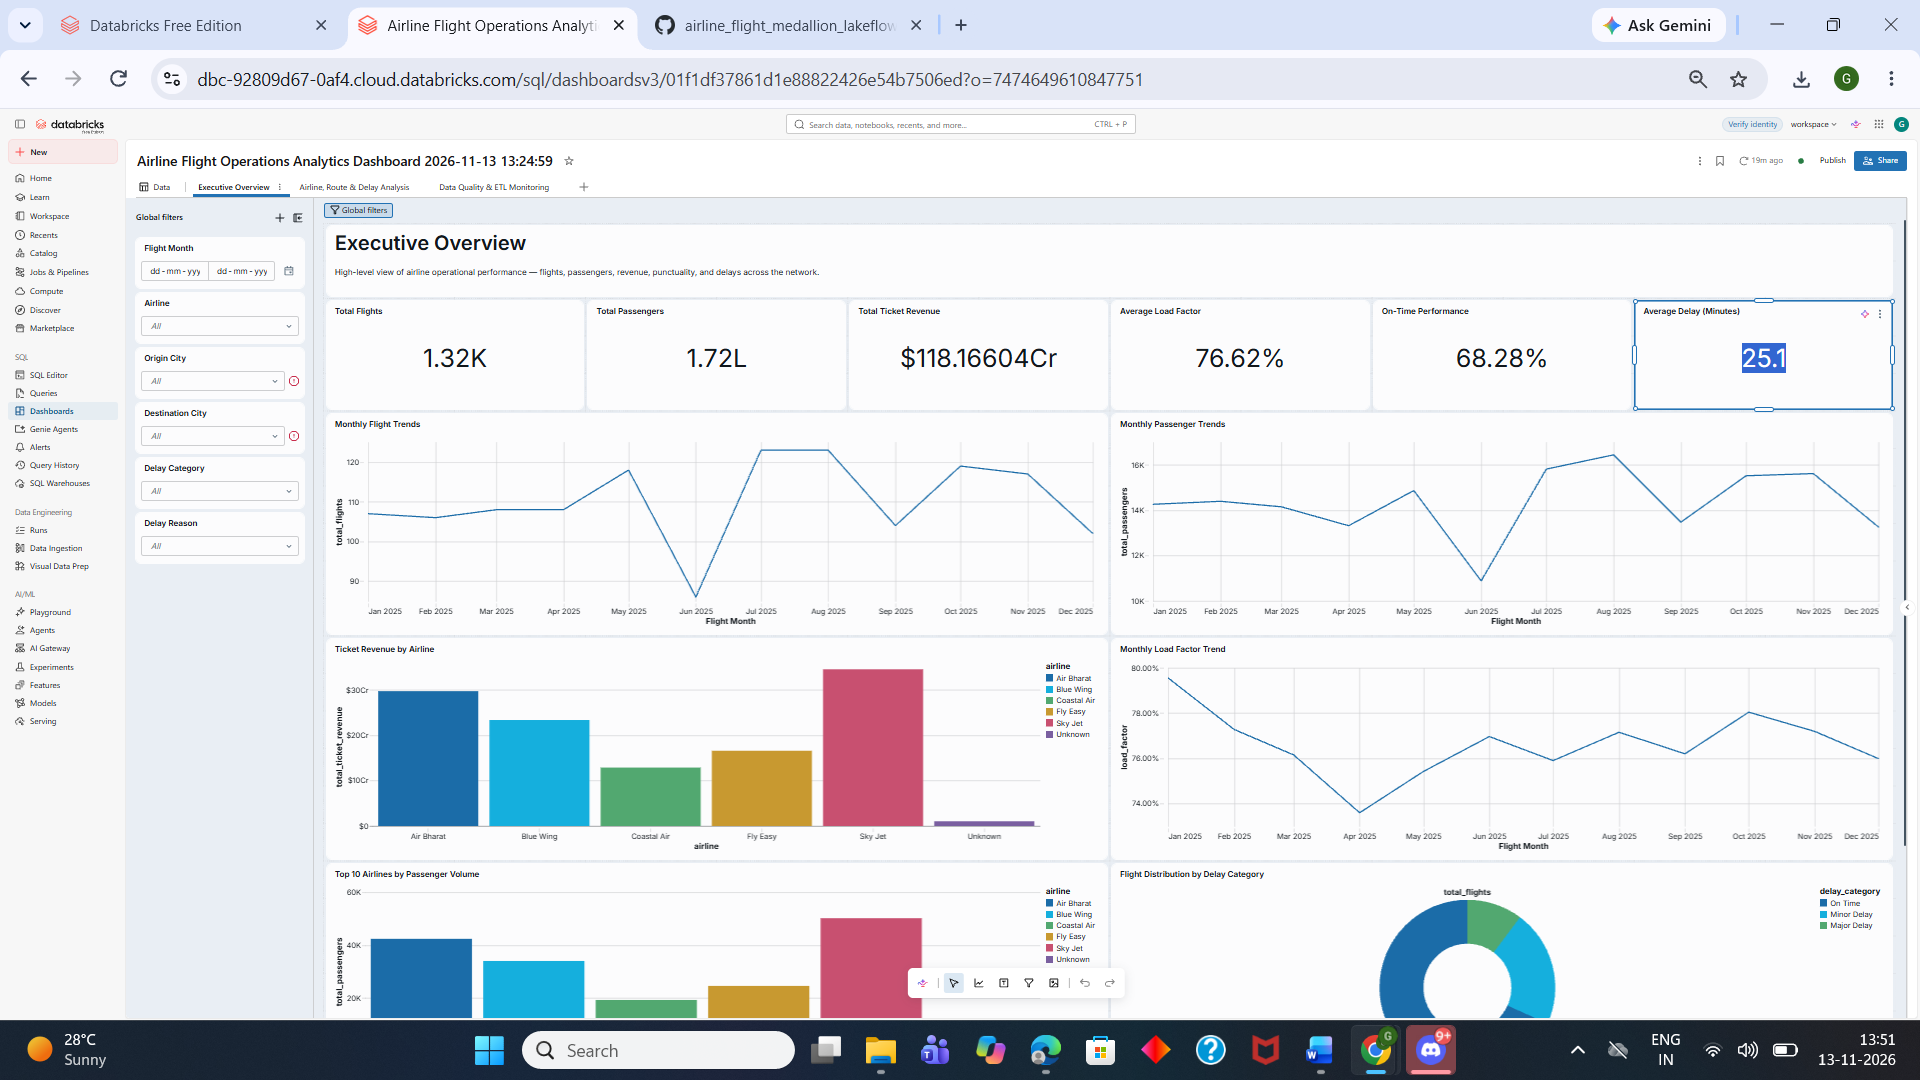 Databricks Free Edition
Airline Flight Operations Analyti
airline_flight_medallion_lakeflow
Ask Gemini
dbc-92809d67-0af4.cloud.databricks.com/sql/dashboardsv3/01f1df37861d1e88822426e54b7506ed?o=7474649610847751
G
databricks
Search data, notebooks, recents, and more...
CTRL + P
Verify identity
workspace
G
New
Home
Learn
Workspace
Recents
Catalog
Jobs & Pipelines
Compute
Discover
Marketplace
SQL
SQL Editor
Queries
Dashboards
Genie Agents
Alerts
Query History
SQL Warehouses
Data Engineering
Runs
Data Ingestion
Visual Data Prep
AI/ML
Playground
Agents
AI Gateway
Experiments
Features
Models
Serving
Airline Flight Operations Analytics Dashboard 2026-11-13 13:24:59
19m ago
Publish
Share
Data
Executive Overview
Airline, Route & Delay Analysis
Data Quality & ETL Monitoring
Global filters
Flight Month
dd-mm-yyy
dd-mm-yyy
Airline
All
Origin City
All
Destination City
All
Delay Category
All
Delay Reason
All
Global filters
Executive Overview
High-level view of airline operational performance — flights, passengers, revenue, punctuality, and delays across the network.
Total Flights
1.32K
Total Passengers
1.72L
Total Ticket Revenue
$118.16604Cr
Average Load Factor
76.62%
On-Time Performance
68.28%
Average Delay (Minutes)
25.1
Monthly Flight Trends
total_flights
120
110
100
90
Jan 2025 Feb 2025 Mar 2025 Apr 2025 May 2025 Jun 2025 Jul 2025 Aug 2025 Sep 2025 Oct 2025 Nov 2025 Dec 2025
Flight Month
Monthly Passenger Trends
total_passengers
16K
14K
12K
10K
Jan 2025 Feb 2025 Mar 2025 Apr 2025 May 2025 Jun 2025 Jul 2025 Aug 2025 Sep 2025 Oct 2025 Nov 2025 Dec 2025
Flight Month
Ticket Revenue by Airline
total_ticket_revenue
$30Cr
$20Cr
$10Cr
$0
Air Bharat Blue Wing Coastal Air Fly Easy Sky Jet Unknown
airline
airline
Air Bharat
Blue Wing
Coastal Air
Fly Easy
Sky Jet
Unknown
Monthly Load Factor Trend
load_factor
80.00%
78.00%
76.00%
74.00%
Jan 2025 Feb 2025 Mar 2025 Apr 2025 May 2025 Jun 2025 Jul 2025 Aug 2025 Sep 2025 Oct 2025 Nov 2025 Dec 2025
Flight Month
Top 10 Airlines by Passenger Volume
total_passengers
60K
40K
20K
airline
Air Bharat
Blue Wing
Coastal Air
Fly Easy
Sky Jet
Unknown
Flight Distribution by Delay Category
total_flights
delay_category
On Time
Minor Delay
Major Delay
28°C
Sunny
Search
G
9+
ENG
IN
13:51
13-11-2026